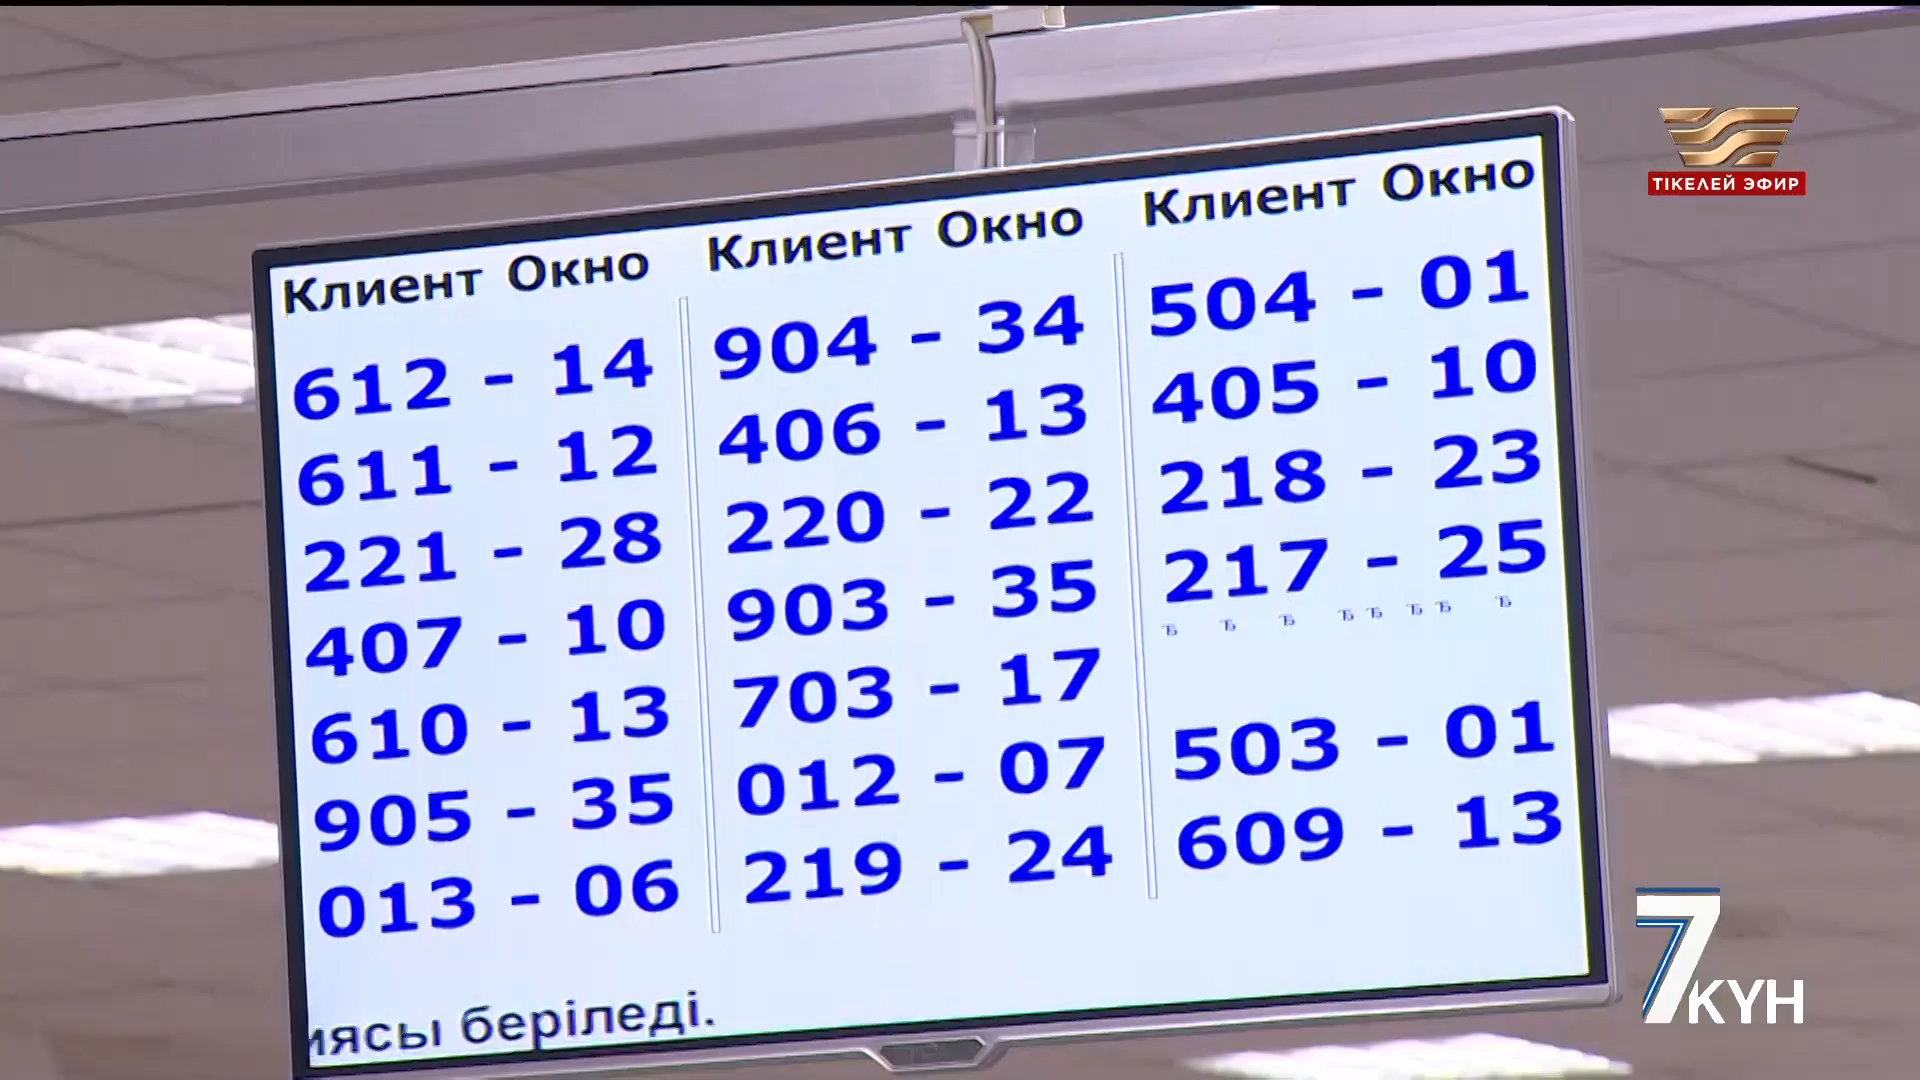 Клиент Окно
612 - 14
611 - 12
221 - 28
407 - 10
610 - 13
905 - 35
013 - 06
Клиент Окно
904 - 34
406 - 13
220 - 22
903 - 35
703 - 17
012 - 07
219 - 24
Клиент Окно
504 - 01
405 - 10
218 - 23
217 - 25
503 - 01
609 - 13
иясы беріледі.
ТІКЕЛЕЙ ЭФИР
7 КҮН